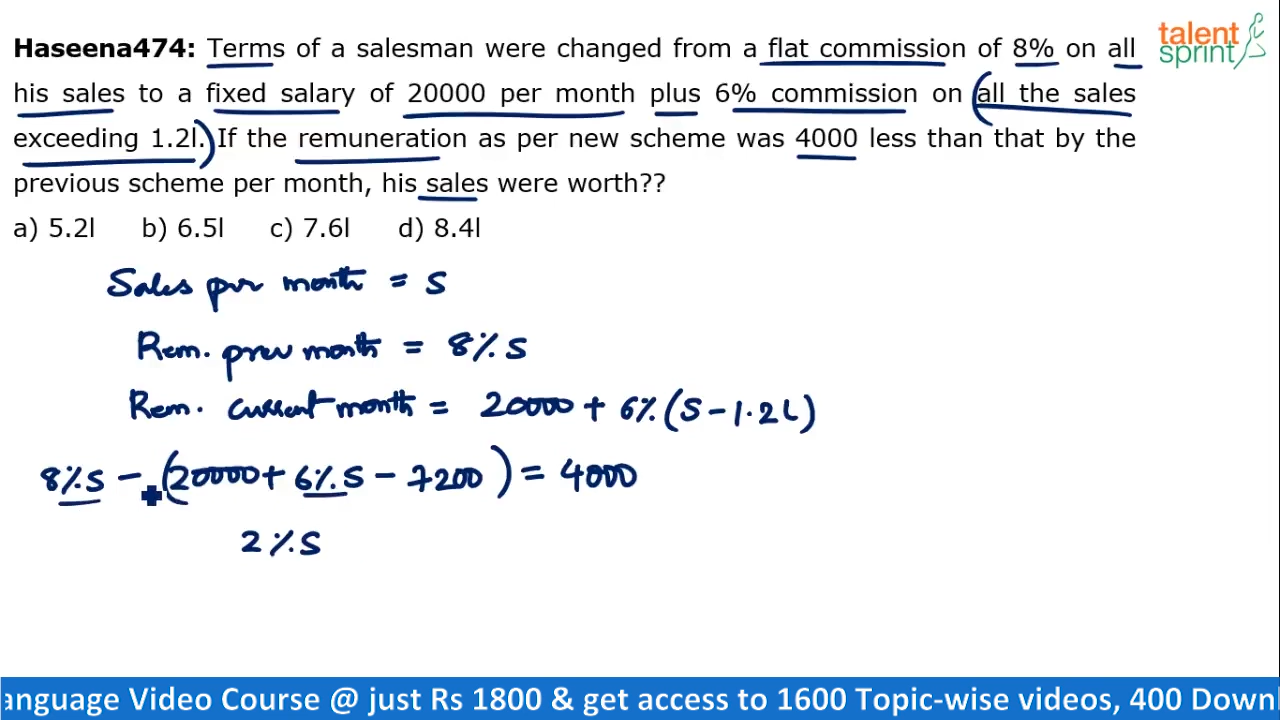 Haseena474: Terms of a salesman were changed from a flat commission of 8% on all
his sales to a fixed salary of 20000 per month plus 6% commission on all the sales
exceeding 1.2l. If the remuneration as per new scheme was 4000 less than that by the
previous scheme per month, his sales were worth??
a) 5.2l b) 6.5l c) 7.6l d) 8.4l
talent
sprint
Sales per month = S
Rem. prev month = 8% S
Rem. current month = 20000 + 6% (S - 1.2L)
8% S - (20000 + 6% S - 7200) = 4000
2% S
anguage Video Course @ just Rs 1800 & get access to 1600 Topic-wise videos, 400 Down